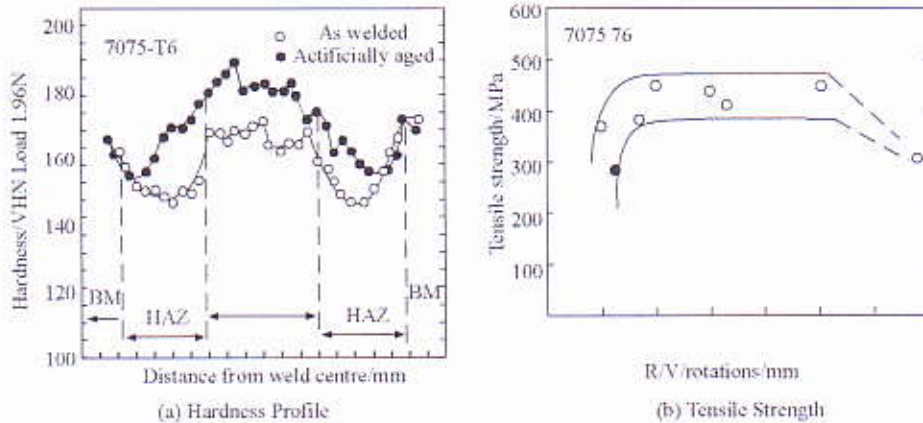 205
200
180
160
140
120
100
Hardness/VHN Load 1.96N
7075-T6
As welded
Actificially aged
BM
HAZ
HAZ
BM
Distance from weld centre/mm
(a) Hardness Profile
600
500
400
300
200
100
Tensile strength/MPa
7075 76
R/V/rotations/mm
(b) Tensile Strength